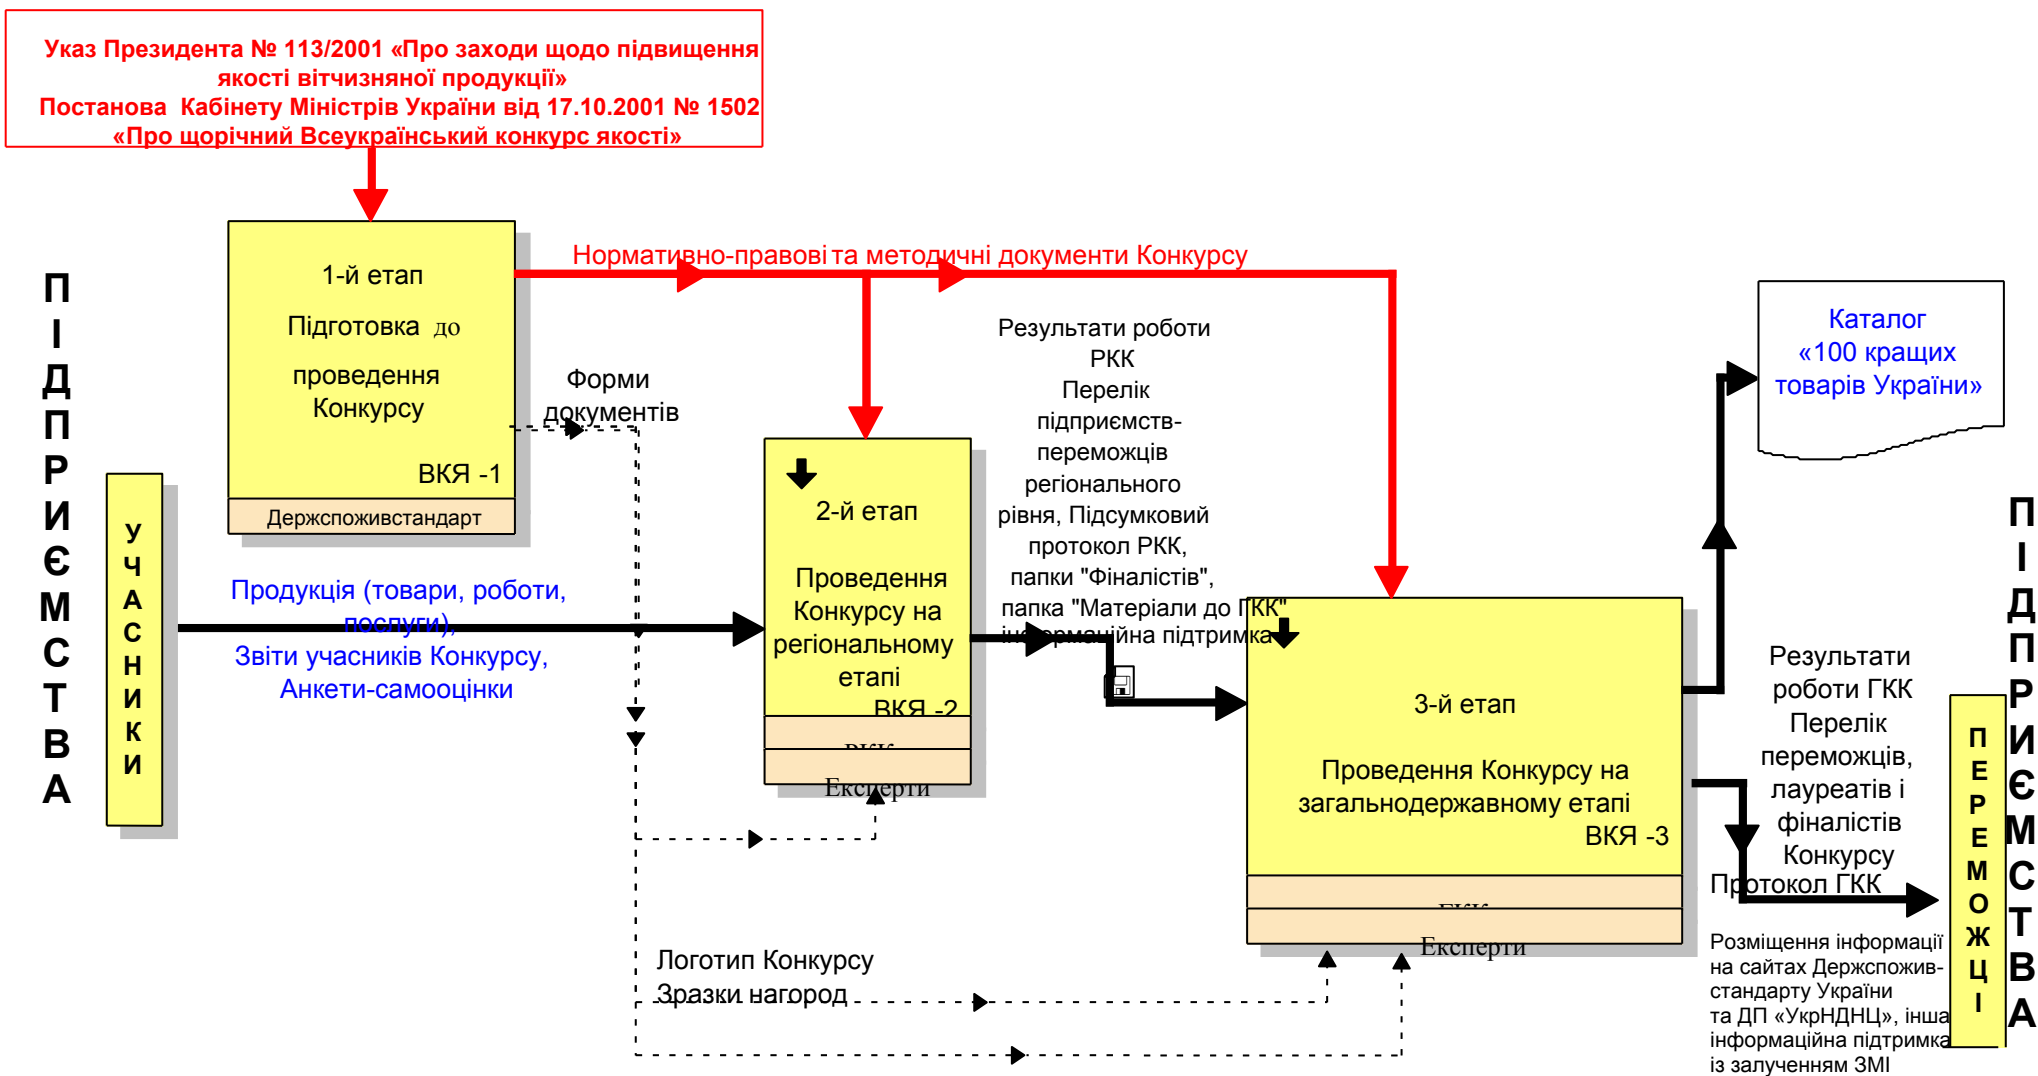 Указ Президента № 113/2001 «Про заходи щодо підвищення
якості вітчизняної продукції»
Постанова Кабінету Міністрів України від 17.10.2001 № 1502
«Про щорічний Всеукраїнський конкурс якості»
ПІДПРИЄМСТВА
УЧАСНИКИ
1-й етап
Підготовка до
проведення
Конкурсу
ВКЯ -1
Держспоживстандарт
Нормативно-правові та методичні документи Конкурсу
Форми
документів
Продукція (товари, роботи,
послуги),
Звіти учасників Конкурсу,
Анкети-самооцінки
2-й етап
Проведення
Конкурсу на
регіональному
етапі
ВКЯ -2
РКК
Експерти
Результати роботи
РКК
Перелік
підприємств-
переможців
регіонального
рівня, Підсумковий
протокол РКК,
папки "Фіналістів",
папка "Матеріали до ГКК"
інформаційна підтримка
3-й етап
Проведення Конкурсу на
загальнодержавному етапі
ВКЯ -3
ГКК
Експерти
Логотип Конкурсу
Зразки нагород
Каталог
«100 кращих
товарів України»
Результати
роботи ГКК
Перелік
переможців,
лауреатів і
фіналістів
Конкурсу
Протокол ГКК
Розміщення інформації
на сайтах Держспожив-
стандарту України
та ДП «УкрНДНЦ», інша
інформаційна підтримка
із залученням ЗМІ
ПЕРЕМОЖЦІ
ПІДПРИЄМСТВА